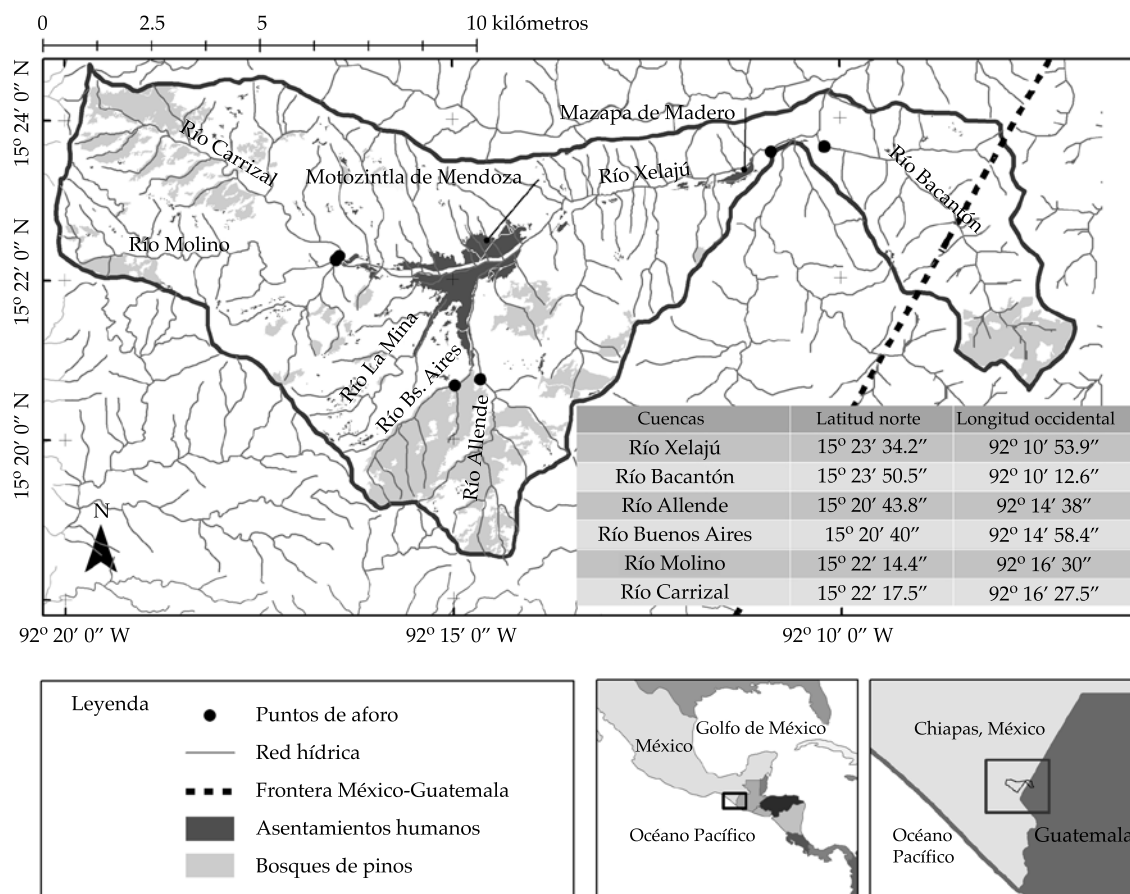 0 2.5 5 10 kilómetros
15° 24′ 0″ N
15° 22′ 0″ N
15° 20′ 0″ N
Mazapa de Madero
Río Carrizal
Motozintla de Mendoza
Río Xelajú
Río Bacantón
Río Molino
Río La Mina
Río Bs. Aires
Río Allende
N
Cuencas Latitud norte Longitud occidental
Río Xelajú 15° 23′ 34.2″ 92° 10′ 53.9″
Río Bacantón 15° 23′ 50.5″ 92° 10′ 12.6″
Río Allende 15° 20′ 43.8″ 92° 14′ 38″
Río Buenos Aires 15° 20′ 40″ 92° 14′ 58.4″
Río Molino 15° 22′ 14.4″ 92° 16′ 30″
Río Carrizal 15° 22′ 17.5″ 92° 16′ 27.5″
92° 20′ 0″ W 92° 15′ 0″ W 92° 10′ 0″ W
Leyenda
Puntos de aforo
Red hídrica
Frontera México-Guatemala
Asentamientos humanos
Bosques de pinos
Golfo de México
México
Océano Pacífico
Chiapas, México
Océano
Pacífico
Guatemala